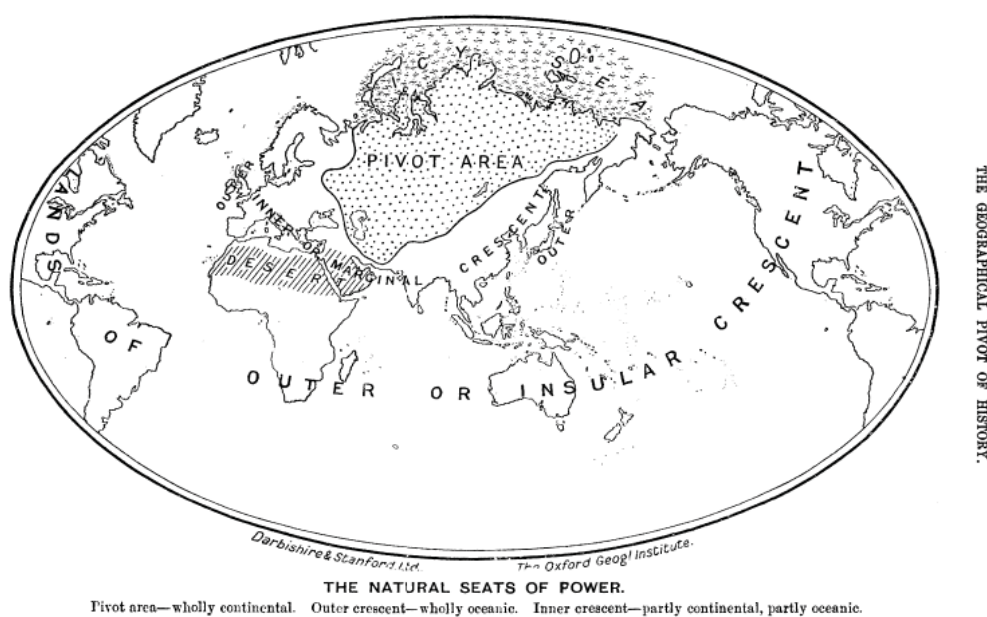 ICY SEA
PIVOT AREA
LANDS OF OUTER OR INSULAR CRESCENT
INNER OR MARGINAL CRESCENT
DESERT
OUTER
OUTER
Darbishire & Stanford, Ltd.
The Oxford Geogl Institute.
THE NATURAL SEATS OF POWER.
Pivot area—wholly continental. Outer crescent—wholly oceanic. Inner crescent—partly continental, partly oceanic.
THE GEOGRAPHICAL PIVOT OF HISTORY.